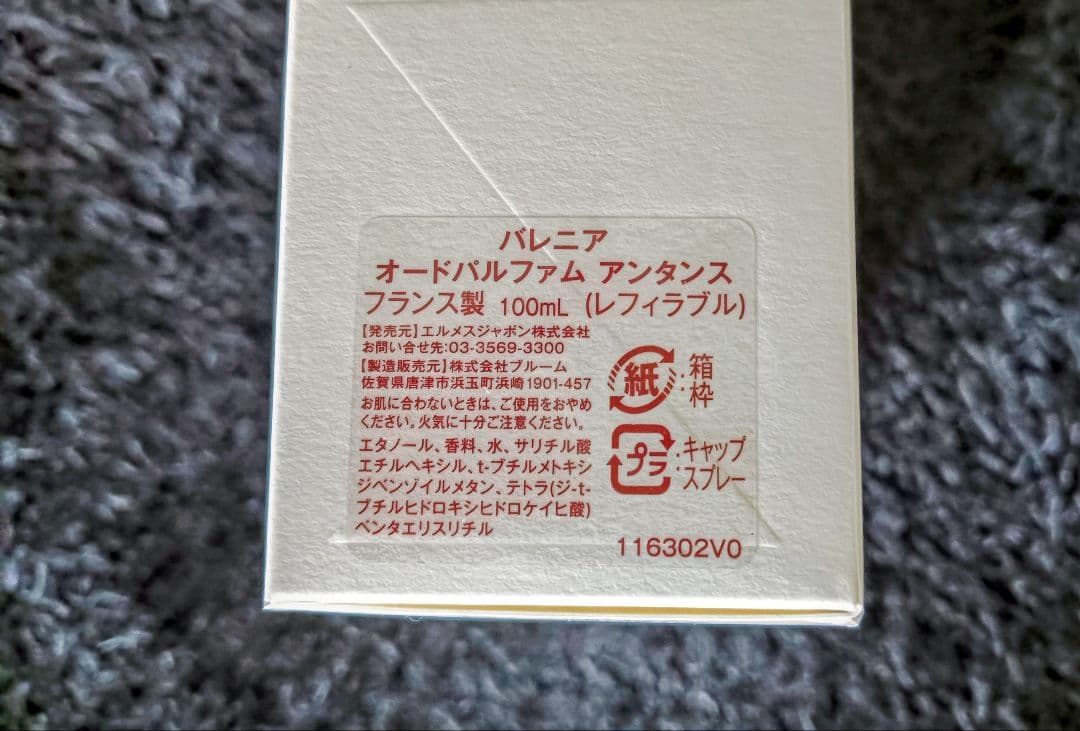 バレニア
オードパルファム アンタンス
フランス製 100mL (レフィラブル)
【発売元】エルメスジャポン株式会社
お問い合せ先:03-3569-3300
【製造販売元】株式会社ブルーム
佐賀県唐津市浜玉町浜崎1901-457
お肌に合わないときは、ご使用をおやめ
ください。火気に十分ご注意ください。
エタノール、香料、水、サリチル酸
エチルヘキシル、t-ブチルメトキシ
ジベンゾイルメタン、テトラ(ジ-t-
ブチルヒドロキシヒドロケイヒ酸)
ペンタエリスリチル
紙:箱
枠
プラ:キャップ
:スプレー
116302V0